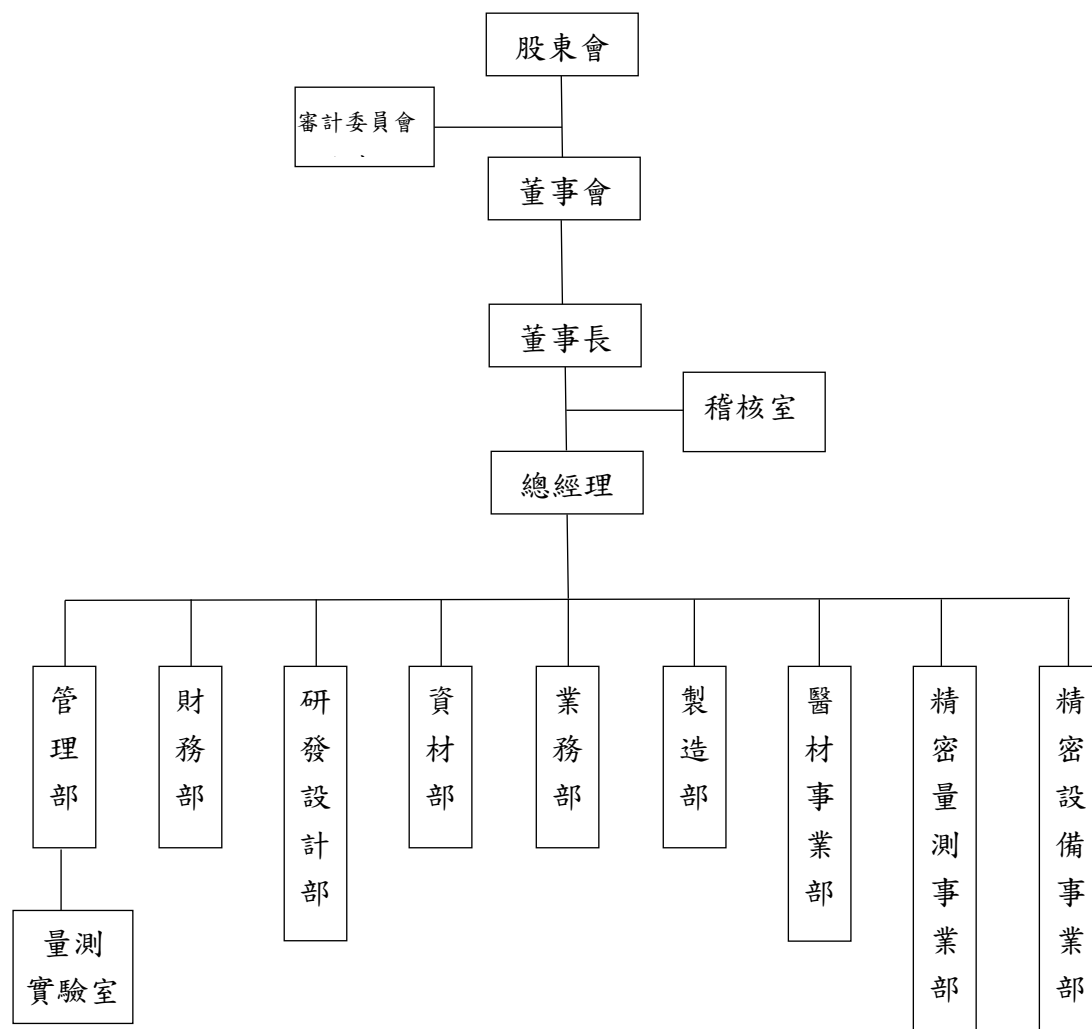 股東會
審計委員會
董事會
董事長
稽核室
總經理
管理部
財務部
研發設計部
資材部
業務部
製造部
醫材事業部
精密量測事業部
精密設備事業部
量測
實驗室